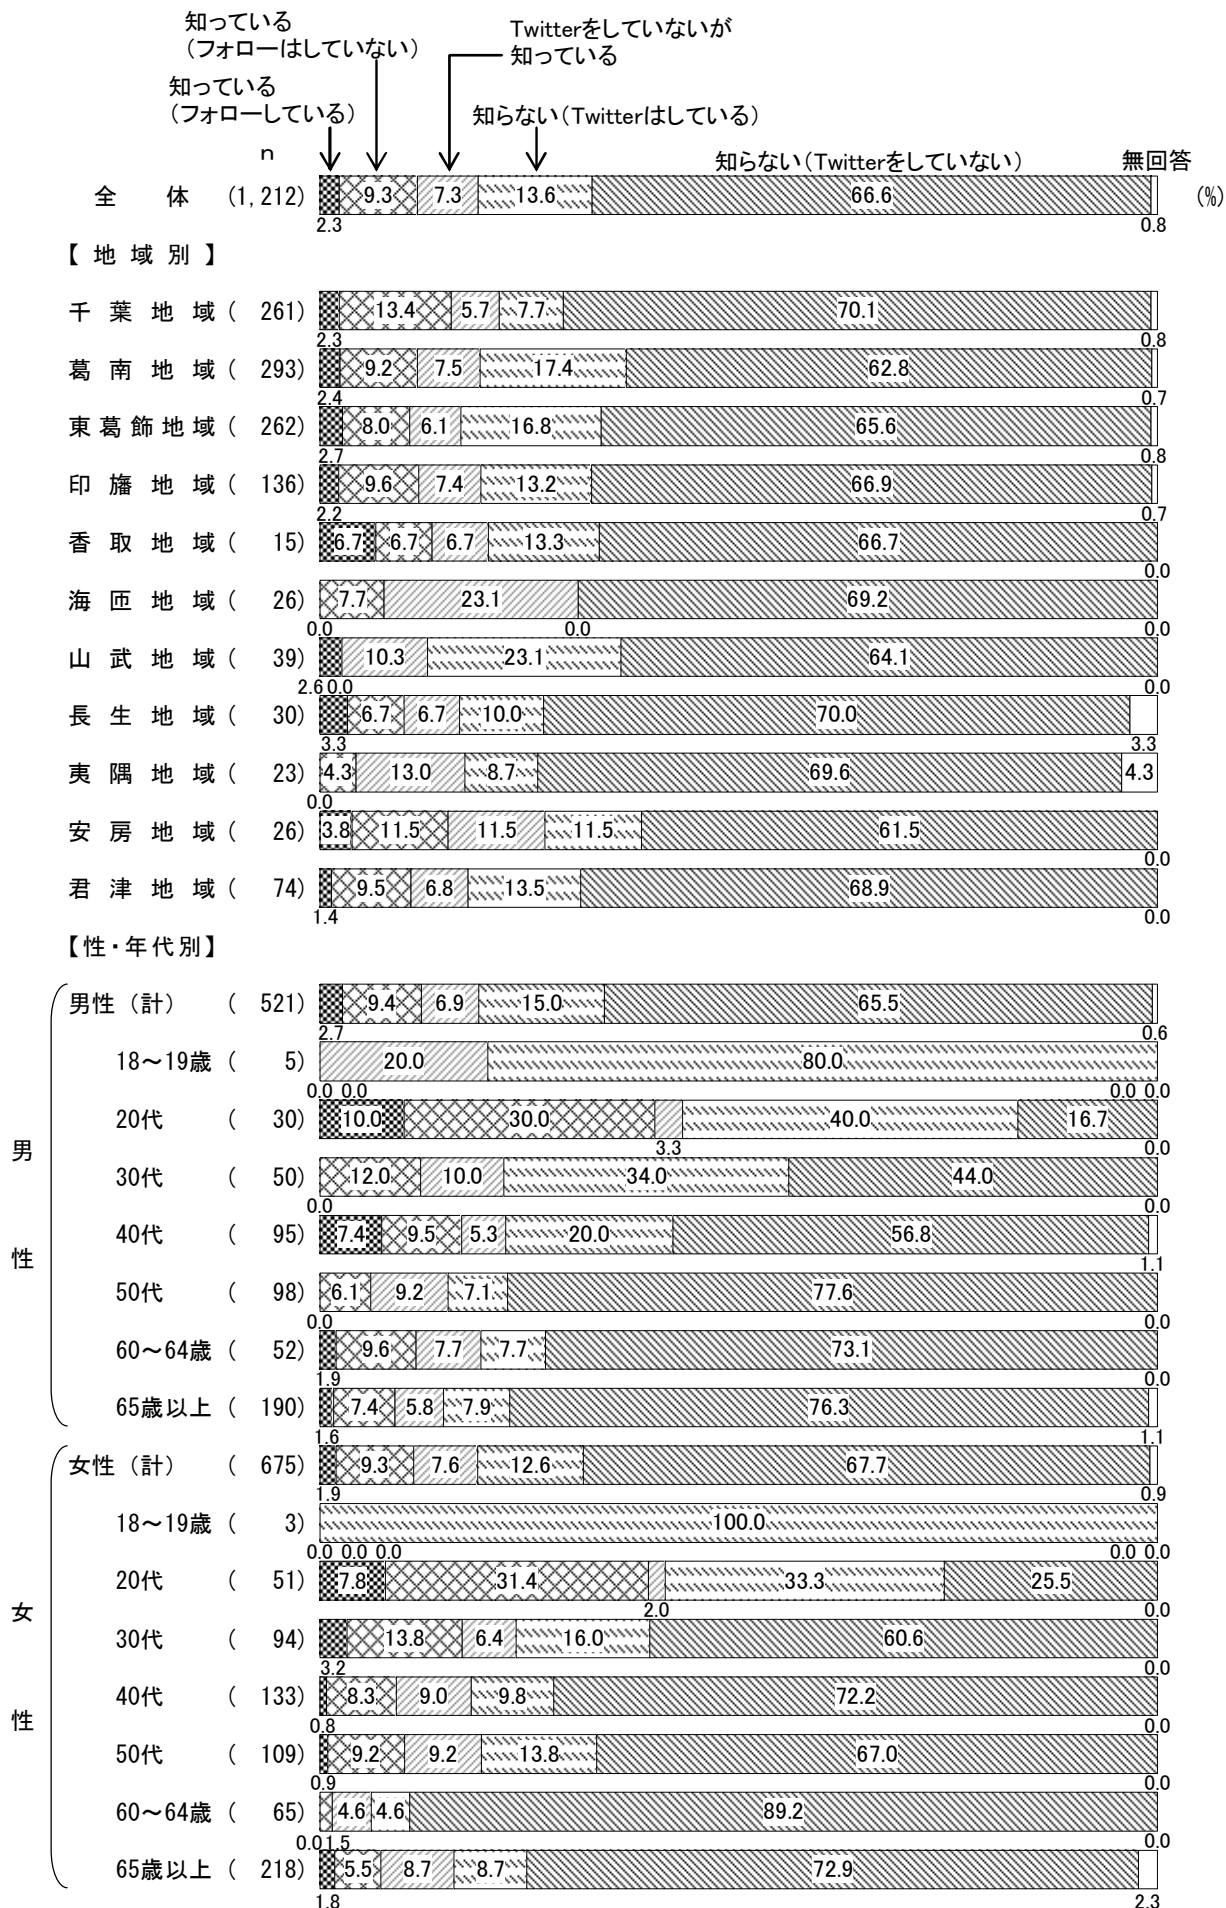 知っている
（フォローはしていない）
Twitterをしていないが
知っている
知っている
（フォローしている）
知らない（Twitterはしている）
n
知らない（Twitterをしていない）
無回答
全体 (1,212) 9.3 7.3 13.6 66.6 (%)
2.3 0.8
【地域別】
千葉地域( 261) 13.4 5.7 7.7 70.1
2.3 0.8
葛南地域( 293) 9.2 7.5 17.4 62.8
2.4 0.7
東葛飾地域( 262) 8.0 6.1 16.8 65.6
2.7 0.8
印旛地域( 136) 9.6 7.4 13.2 66.9
2.2 0.7
香取地域( 15) 6.7 6.7 6.7 13.3 66.7
0.0
海匝地域( 26) 7.7 23.1 69.2
0.0 0.0 0.0
山武地域( 39) 10.3 23.1 64.1
2.6 0.0 0.0
長生地域( 30) 6.7 6.7 10.0 70.0
3.3 3.3
夷隅地域( 23) 4.3 13.0 8.7 69.6 4.3
0.0
安房地域( 26) 3.8 11.5 11.5 11.5 61.5
0.0
君津地域( 74) 9.5 6.8 13.5 68.9
1.4 0.0
【性・年代別】
男性（計） ( 521) 9.4 6.9 15.0 65.5
2.7 0.6
18～19歳 ( 5) 20.0 80.0
0.0 0.0 0.0 0.0
20代 ( 30) 10.0 30.0 40.0 16.7
3.3 0.0
男
30代 ( 50) 12.0 10.0 34.0 44.0
0.0 0.0
40代 ( 95) 7.4 9.5 5.3 20.0 56.8
1.1
性
50代 ( 98) 6.1 9.2 7.1 77.6
0.0 0.0
60～64歳 ( 52) 9.6 7.7 7.7 73.1
1.9 0.0
65歳以上 ( 190) 7.4 5.8 7.9 76.3
1.6 1.1
女性（計） ( 675) 9.3 7.6 12.6 67.7
1.9 0.9
18～19歳 ( 3) 100.0
0.0 0.0 0.0 0.0 0.0
20代 ( 51) 7.8 31.4 33.3 25.5
2.0 0.0
女
30代 ( 94) 13.8 6.4 16.0 60.6
3.2 0.0
40代 ( 133) 8.3 9.0 9.8 72.2
0.8 0.0
性
50代 ( 109) 9.2 9.2 13.8 67.0
0.9 0.0
60～64歳 ( 65) 4.6 4.6 89.2
0.0 1.5 0.0
65歳以上 ( 218) 5.5 8.7 8.7 72.9
1.8 2.3